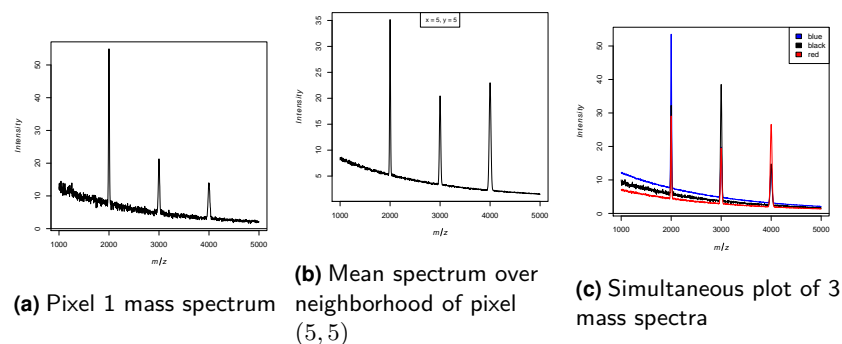 50
40
30
20
10
0
Intensity
1000 2000 3000 4000 5000
m/z
(a) Pixel 1 mass spectrum
x = 5, y = 5
35
30
25
20
15
10
5
Intensity
1000 2000 3000 4000 5000
m/z
(b) Mean spectrum over
neighborhood of pixel
(5, 5)
blue
black
red
50
40
30
20
10
0
Intensity
1000 2000 3000 4000 5000
m/z
(c) Simultaneous plot of 3
mass spectra